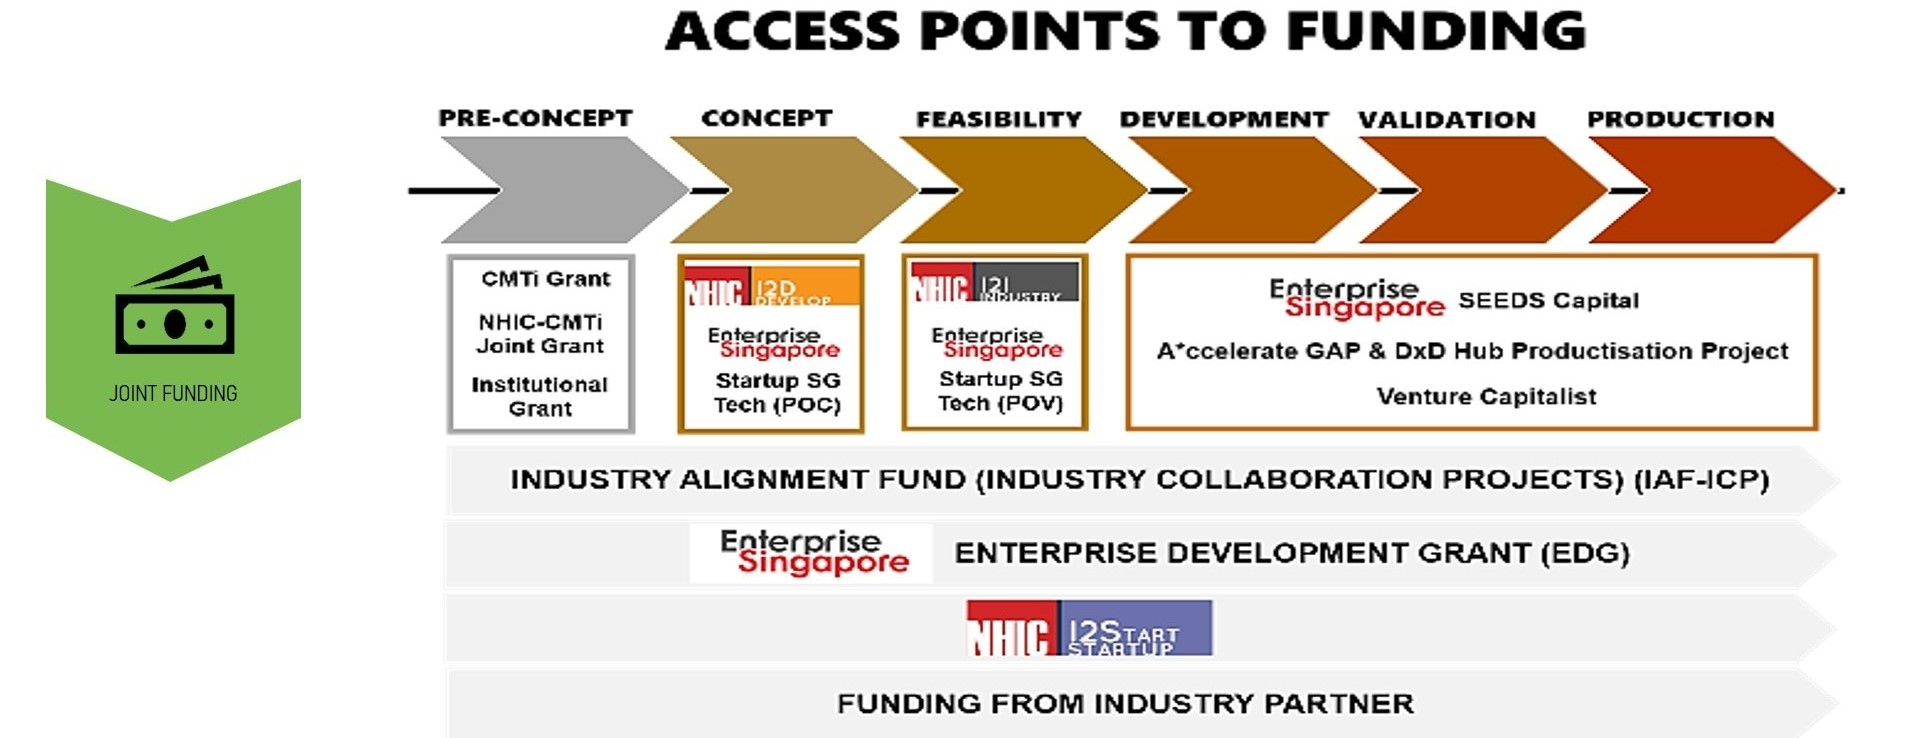 ACCESS POINTS TO FUNDING
PRE-CONCEPT
CONCEPT
FEASIBILITY
DEVELOPMENT
VALIDATION
PRODUCTION
JOINT FUNDING
CMTi Grant
NHIC-CMTi
Joint Grant
Institutional
Grant
NHIC I2D
DEVELOP
Enterprise
Singapore
Startup SG
Tech (POC)
NHIC I2I
INDUSTRY
Enterprise
Singapore
Startup SG
Tech (POV)
Enterprise
Singapore SEEDS Capital
A*ccelerate GAP & DxD Hub Productisation Project
Venture Capitalist
INDUSTRY ALIGNMENT FUND (INDUSTRY COLLABORATION PROJECTS) (IAF-ICP)
Enterprise
Singapore ENTERPRISE DEVELOPMENT GRANT (EDG)
NHIC I2START
STARTUP
FUNDING FROM INDUSTRY PARTNER